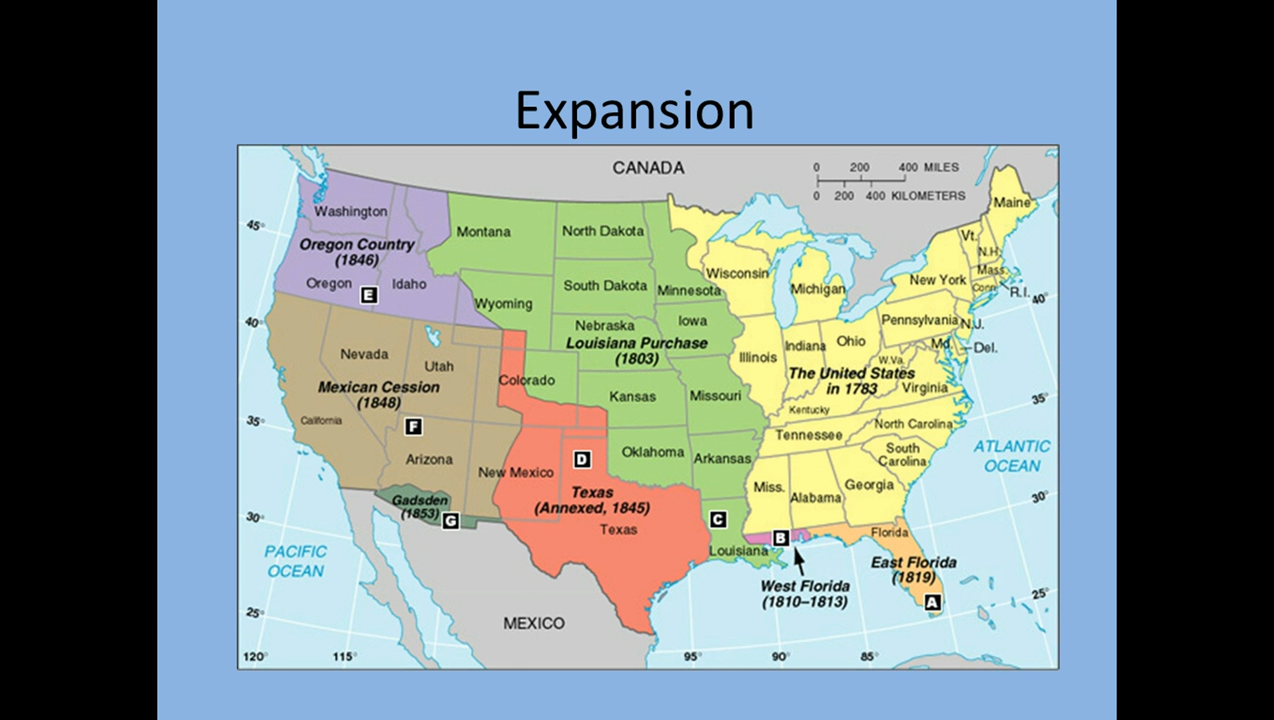 Expansion
CANADA
0 200 400 MILES
0 200 400 KILOMETERS
Maine
Washington
45°
Montana
North Dakota
Vt.
N.H.
Oregon Country
(1846)
Wisconsin
Mass.
Oregon
Idaho
E
South Dakota
Minnesota
Michigan
New York
Conn.
R.I.
40°
Wyoming
40°
Nebraska
Iowa
Pennsylvania
N.J.
Louisiana Purchase
(1803)
Illinois
Indiana
Ohio
Md.
Del.
W.Va.
Nevada
Utah
The United States
in 1783
Virginia
Mexican Cession
(1848)
Colorado
Kansas
Missouri
35°
Kentucky
35°
California
F
North Carolina
Tennessee
ATLANTIC
OCEAN
Arizona
New Mexico
D
Oklahoma
Arkansas
South
Carolina
Texas
(Annexed, 1845)
Texas
Miss.
Alabama
Georgia
30°
Gadsden
(1853)
G
30°
C
B
Florida
PACIFIC
OCEAN
Louisiana
East Florida
(1819)
West Florida
(1810–1813)
A
25°
25°
MEXICO
120°
115°
95°
90°
85°